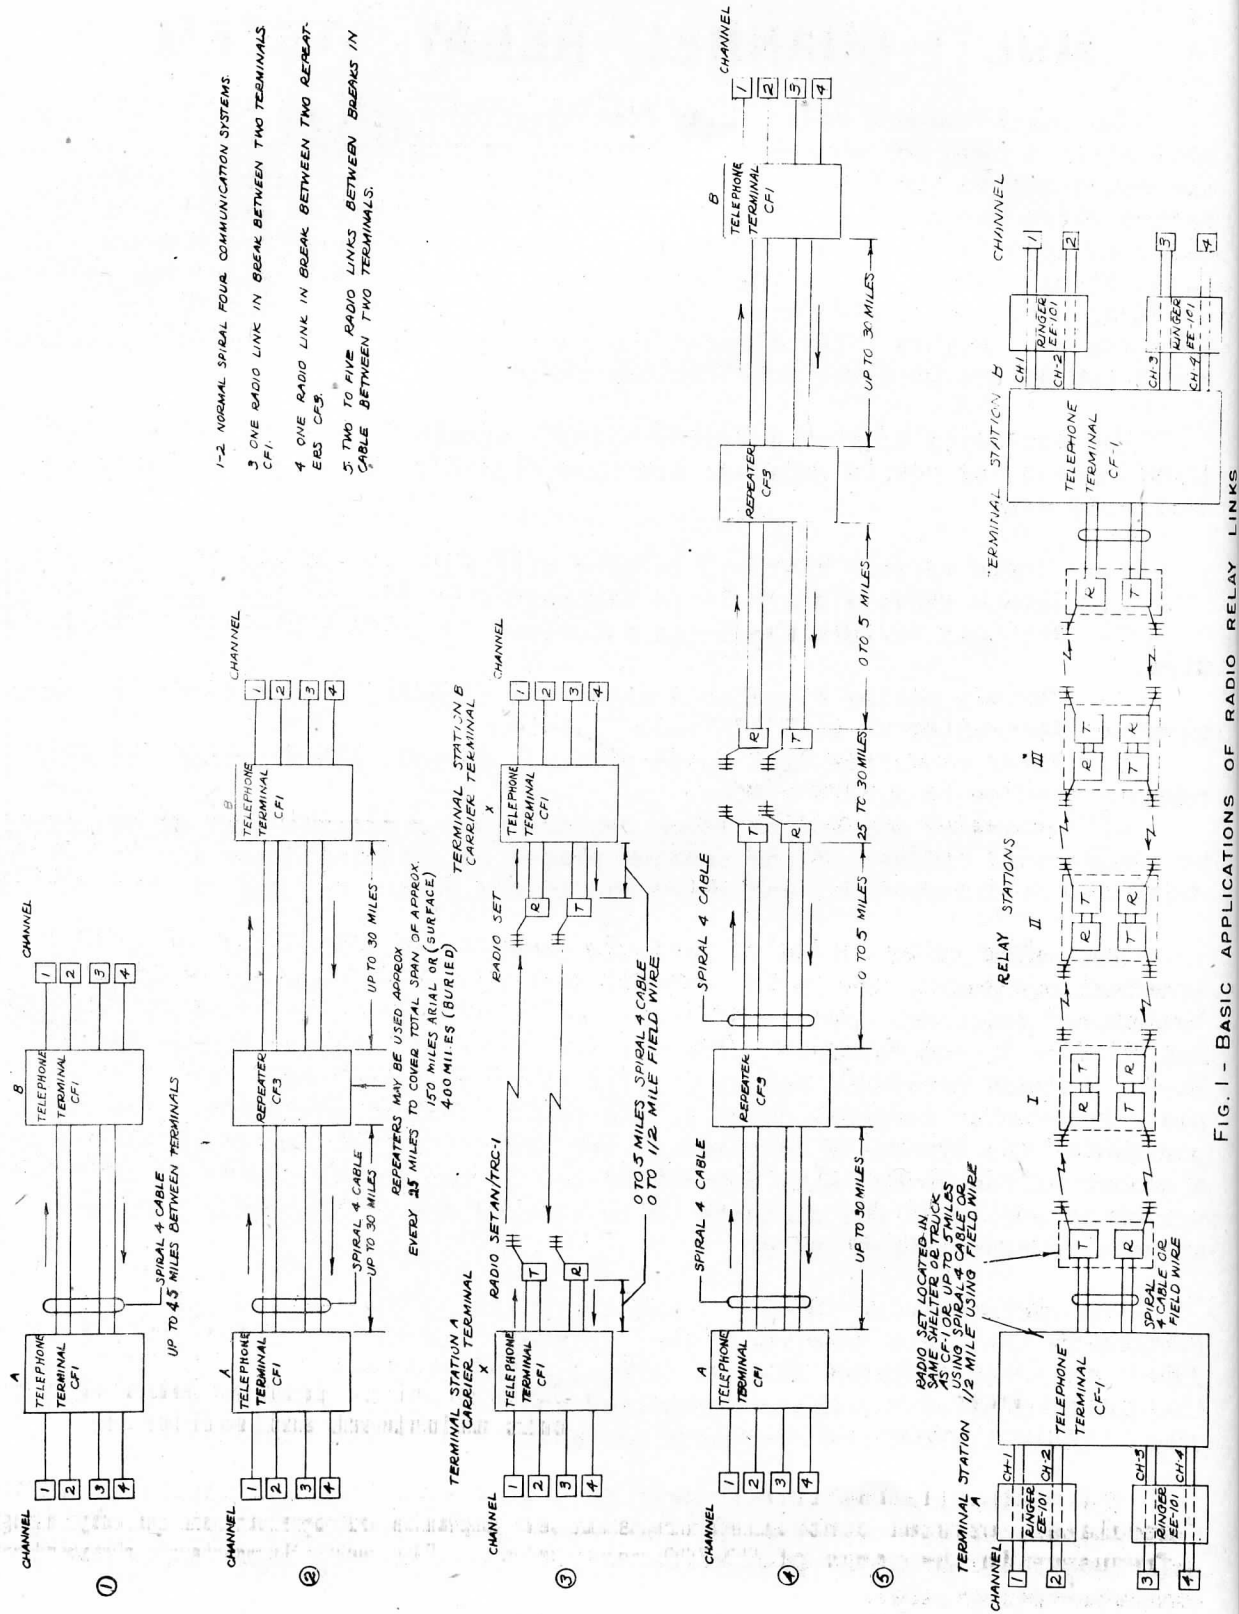 1-2 NORMAL SPIRAL FOUR COMMUNICATION SYSTEMS.
3 ONE RADIO LINK IN BREAK BETWEEN TWO TERMINALS
CF1.
4 ONE RADIO LINK IN BREAK BETWEEN TWO REPEAT-
ERS CF3.
5. TWO TO FIVE RADIO LINKS BETWEEN BREAKS IN
CABLE BETWEEN TWO TERMINALS.
1
CHANNEL
1
2
3
4
A
TELEPHONE
TERMINAL
CF1
SPIRAL 4 CABLE
UP TO 45 MILES BETWEEN TERMINALS
B
TELEPHONE
TERMINAL
CF1
CHANNEL
1
2
3
4
2
CHANNEL
1
2
3
4
A
TELEPHONE
TERMINAL
CF1
SPIRAL 4 CABLE
UP TO 30 MILES
REPEATER
CF3
UP TO 30 MILES
B
TELEPHONE
TERMINAL
CF1
CHANNEL
1
2
3
4
REPEATERS MAY BE USED APPROX
EVERY 25 MILES TO COVER TOTAL SPAN OF APPROX.
150 MILES ARIAL OR (SURFACE)
400 MILES (BURIED)
3
TERMINAL STATION A
CARRIER TERMINAL
X
CHANNEL
1
2
3
4
TELEPHONE
TERMINAL
CF1
RADIO SET AN/TRC-1
T
R
RADIO SET
R
T
TERMINAL STATION B
CARRIER TERMINAL
X
TELEPHONE
TERMINAL
CF1
CHANNEL
1
2
3
4
0 TO 5 MILES SPIRAL 4 CABLE
0 TO 1/2 MILE FIELD WIRE
4
CHANNEL
1
2
3
4
A
TELEPHONE
TERMINAL
CF1
SPIRAL 4 CABLE
UP TO 30 MILES
REPEATER
CF3
SPIRAL 4 CABLE
0 TO 5 MILES
T
R
25 TO 30 MILES
R
T
0 TO 5 MILES
REPEATER
CF3
UP TO 30 MILES
B
TELEPHONE
TERMINAL
CF1
CHANNEL
1
2
3
4
5
TERMINAL STATION
A
CHANNEL
1
2
3
4
RINGER
EE-101
RINGER
EE-101
CH-1
CH-2
CH-3
CH-4
TELEPHONE
TERMINAL
CF-1
RADIO SET LOCATED IN
SAME SHELTER OR TRUCK
AS CF-1 OR UP TO 5 MILES
USING SPIRAL 4 CABLE OR
1/2 MILE USING FIELD WIRE
SPIRAL
4 CABLE OR
FIELD WIRE
T
R
RELAY STATIONS
I
R T
T R
II
R T
T R
III
R T
T R
R
T
TERMINAL STATION B
TELEPHONE
TERMINAL
CF-1
CH 1
CH-2
CH-3
CH-4
RINGER
EE-101
RINGER
EE-101
CHANNEL
1
2
3
4
FIG. 1 - BASIC APPLICATIONS OF RADIO RELAY LINKS